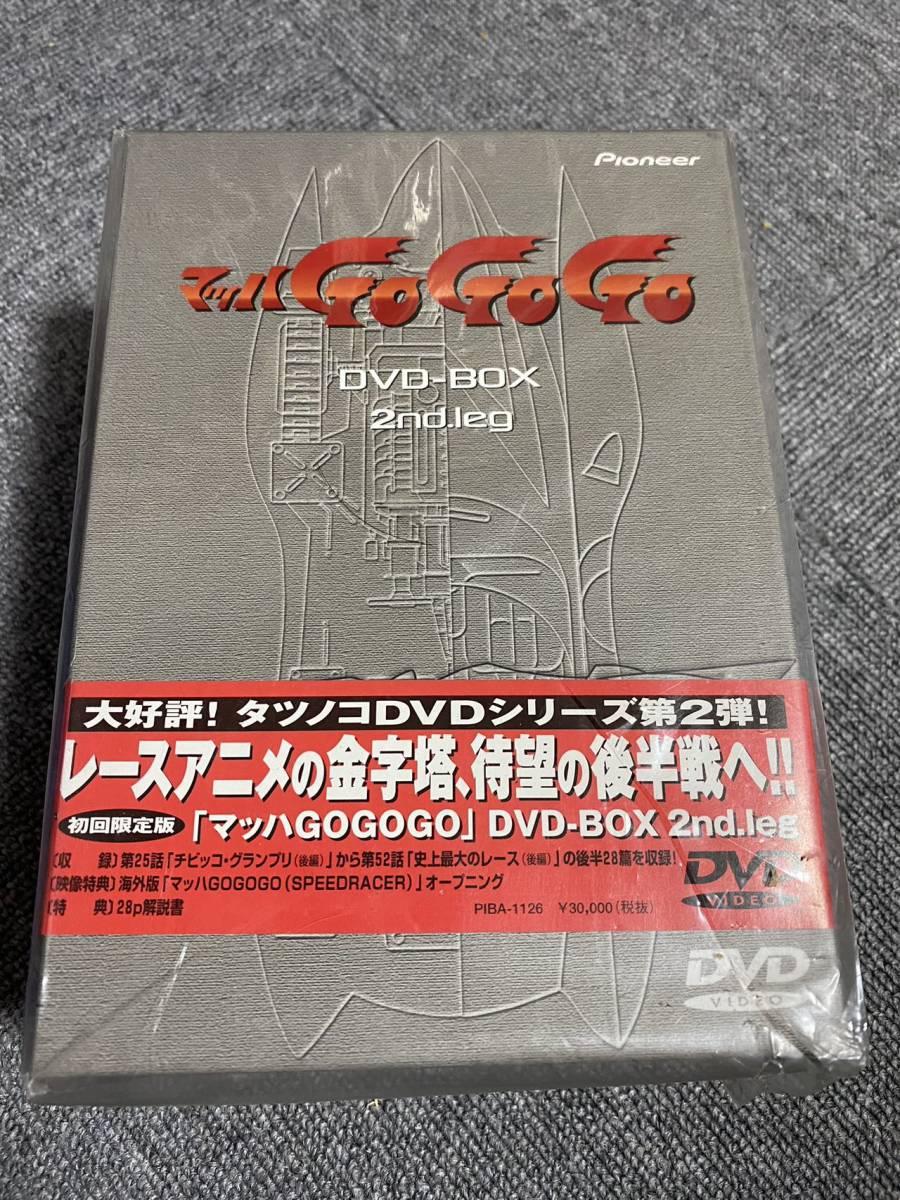 Pioneer
マッハGoGoGo
DVD-BOX
2nd.leg
大好評! タツノコDVDシリーズ第2弾!
レースアニメの金字塔、待望の後半戦へ!!
初回限定版 「マッハGOGOGO」 DVD-BOX 2nd.leg
〔収 録〕第25話「チビッコ・グランプリ(後編)」から第52話「史上最大のレース(後編)」の後半28篇を収録!
〔映像特典〕海外版「マッハGOGOGO(SPEEDRACER)」オープニング
〔特 典〕28p解説書
PIBA-1126 ¥30,000(税抜)
DVD
VIDEO
DVD
VIDEO